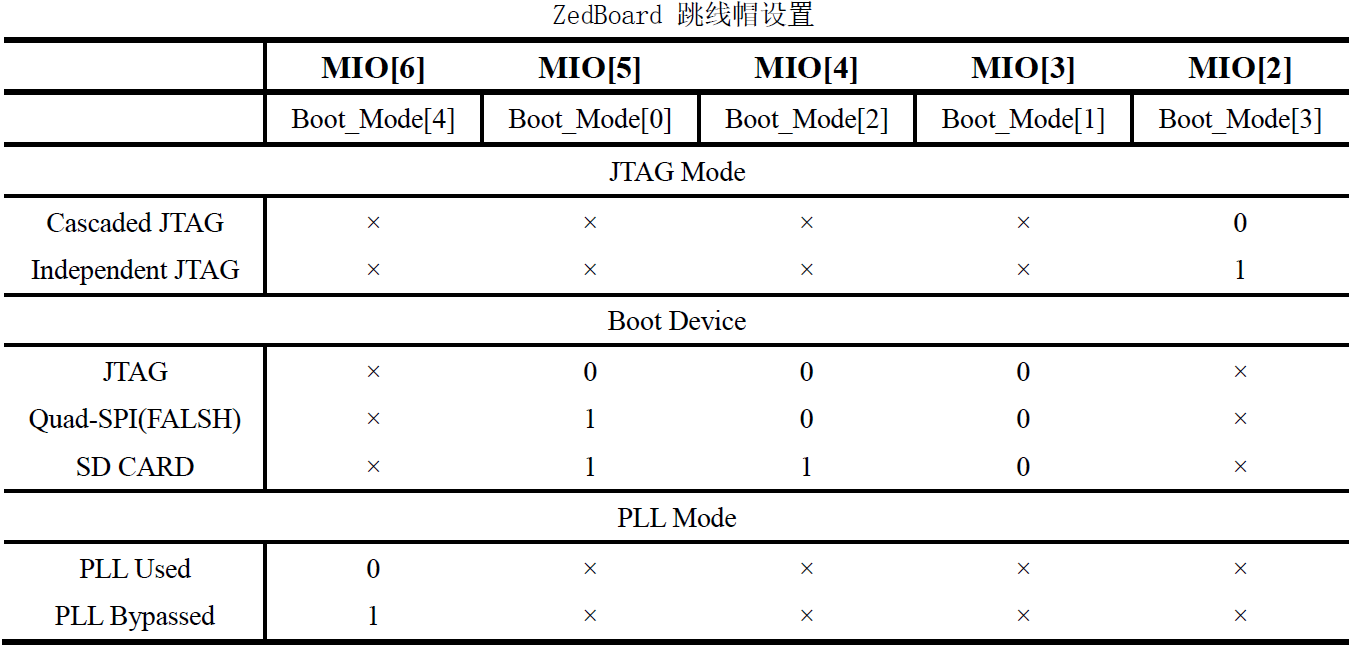 ZedBoard 跳线帽设置
MIO[6] MIO[5] MIO[4] MIO[3] MIO[2]
Boot_Mode[4] Boot_Mode[0] Boot_Mode[2] Boot_Mode[1] Boot_Mode[3]
JTAG Mode
Cascaded JTAG × × × × 0
Independent JTAG × × × × 1
Boot Device
JTAG × 0 0 0 ×
Quad-SPI(FALSH) × 1 0 0 ×
SD CARD × 1 1 0 ×
PLL Mode
PLL Used 0 × × × ×
PLL Bypassed 1 × × × ×